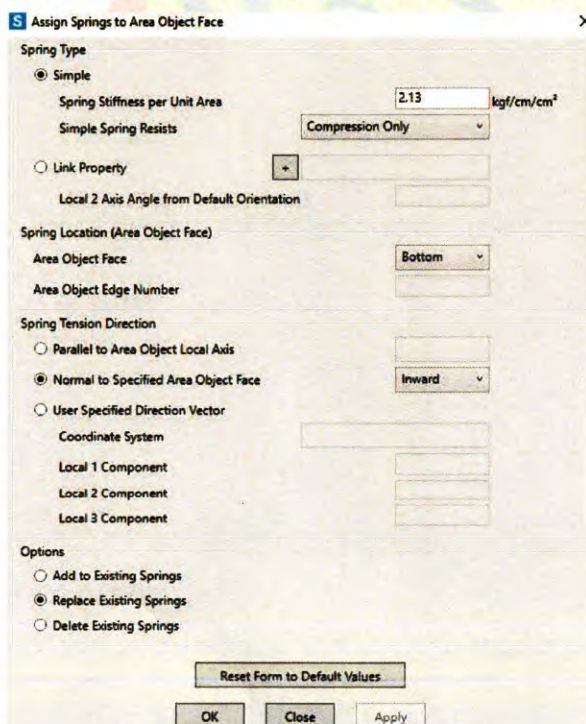 S Assign Springs to Area Object Face X
Spring Type
Simple
Spring Stiffness per Unit Area 2.13 kgf/cm/cm²
Simple Spring Resists Compression Only
Link Property +
Local 2 Axis Angle from Default Orientation
Spring Location (Area Object Face)
Area Object Face Bottom
Area Object Edge Number
Spring Tension Direction
Parallel to Area Object Local Axis
Normal to Specified Area Object Face Inward
User Specified Direction Vector
Coordinate System
Local 1 Component
Local 2 Component
Local 3 Component
Options
Add to Existing Springs
Replace Existing Springs
Delete Existing Springs
Reset Form to Default Values
OK Close Apply